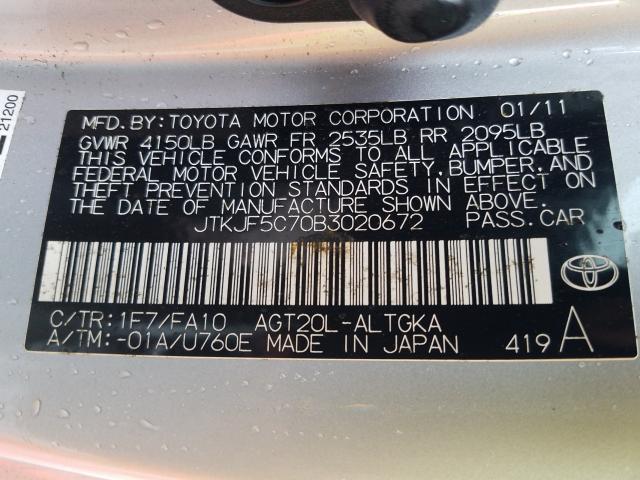 21200
MFD. BY: TOYOTA MOTOR CORPORATION 01/11
GVWR 4150LB GAWR FR 2535LB RR 2095LB
THIS VEHICLE CONFORMS TO ALL APPLICABLE
FEDERAL MOTOR VEHICLE SAFETY, BUMPER, AND
THEFT PREVENTION STANDARDS IN EFFECT ON
THE DATE OF MANUFACTURE SHOWN ABOVE.
JTKJF5C70B3020672 PASS. CAR
C/TR: 1F7/FA10 AGT20L-ALTGKA
A/TM: -01A/U760E MADE IN JAPAN 419 A